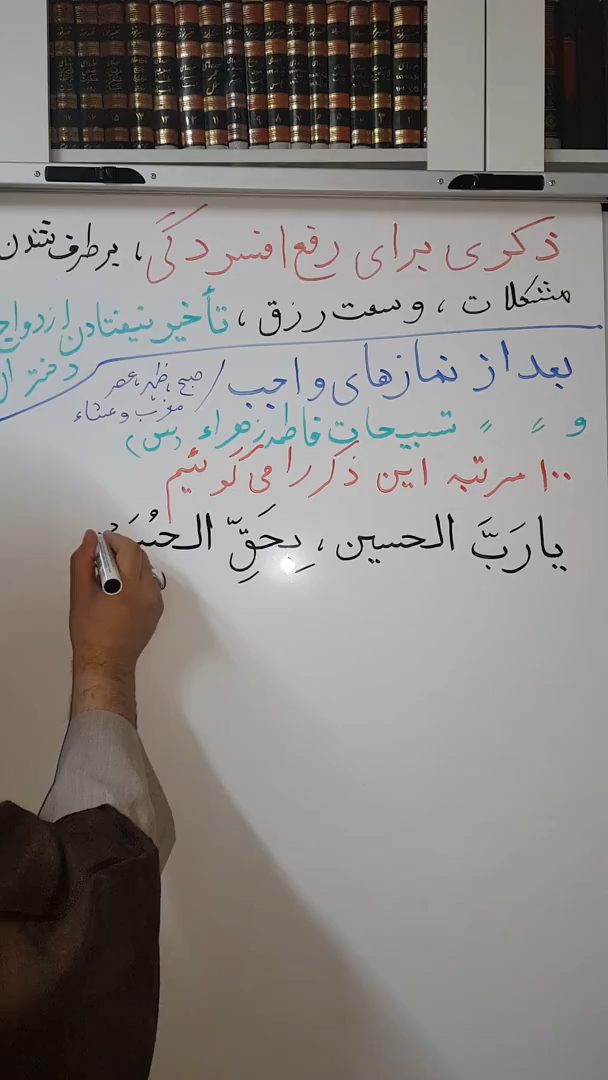 ذکری برای رفع افسردگی، برطرف شدن
مشکلات، وسعت رزق، تأخیر نیفتادن ازدواج
دختران
بعد از نمازهای واجب / صبح، ظهر، عصر
مغرب و عشاء
و 〃 〃 تسبیحات فاطمه زهراء (س)
۱۰۰ مرتبه این ذکر را می گوئیم
یا رَبَّ الحسین، بِحَقِّ الحُسَین